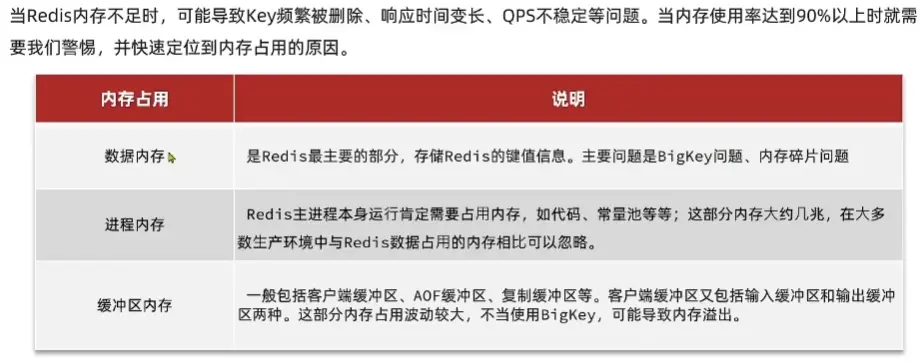 当Redis内存不足时，可能导致Key频繁被删除、响应时间变长、QPS不稳定等问题。当内存使用率达到90%以上时就需
要我们警惕，并快速定位到内存占用的原因。
内存占用
说明
数据内存
是Redis最主要的部分，存储Redis的键值信息。主要问题是BigKey问题、内存碎片问题
进程内存
Redis主进程本身运行肯定需要占用内存，如代码、常量池等等；这部分内存大约几兆，在大多
数生产环境中与Redis数据占用的内存相比可以忽略。
缓冲区内存
一般包括客户端缓冲区、AOF缓冲区、复制缓冲区等。客户端缓冲区又包括输入缓冲区和输出缓冲
区两种。这部分内存占用波动较大，不当使用BigKey，可能导致内存溢出。